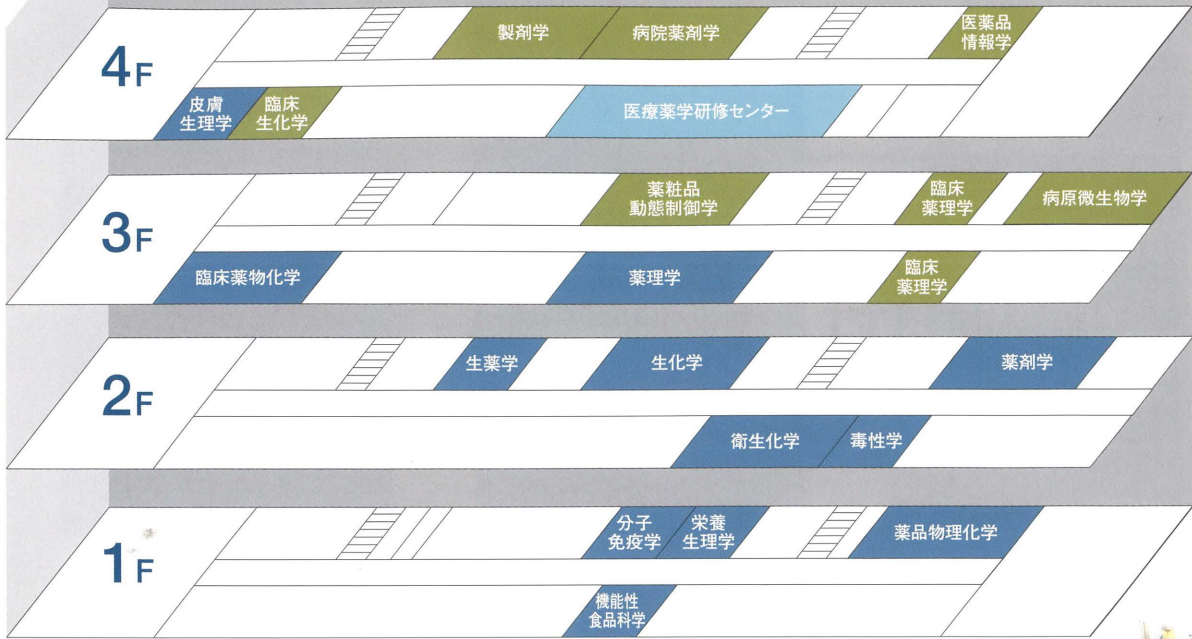 4F
製剤学
病院薬剤学
医薬品
情報学
皮膚
生理学
臨床
生化学
医療薬学研修センター
3F
薬粧品
動態制御学
臨床
薬理学
病原微生物学
臨床薬物化学
薬理学
臨床
薬理学
2F
生薬学
生化学
薬剤学
衛生化学
毒性学
1F
分子
免疫学
栄養
生理学
薬品物理化学
機能性
食品科学